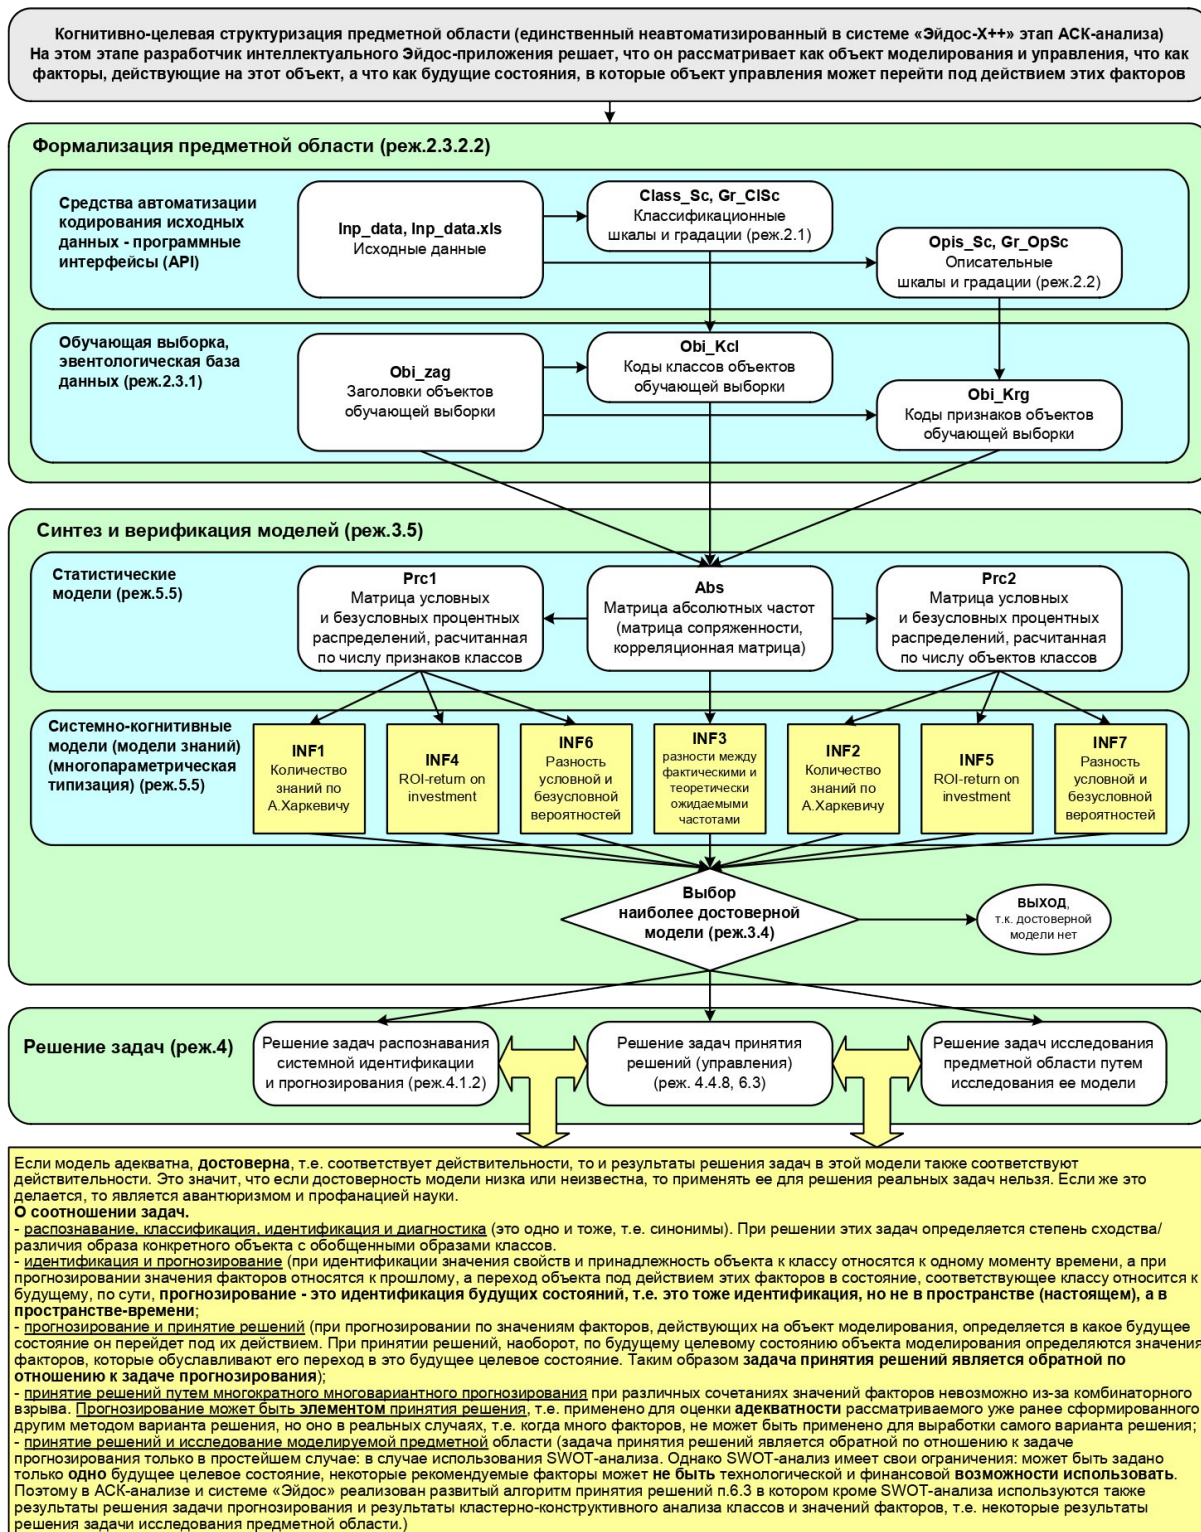 Когнитивно-целевая структуризация предметной области (единственный неавтоматизированный в системе «Эйдос-Х++» этап АСК-анализа)
На этом этапе разработчик интеллектуального Эйдос-приложения решает, что он рассматривает как объект моделирования и управления, что как
факторы, действующие на этот объект, а что как будущие состояния, в которые объект управления может перейти под действием этих факторов
Формализация предметной области (реж.2.3.2.2)
Средства автоматизации
кодирования исходных
данных - программные
интерфейсы (API)
Inp_data, Inp_data.xls
Исходные данные
Class_Sc, Gr_ClSc
Классификационные
шкалы и градации (реж.2.1)
Opis_Sc, Gr_OpSc
Описательные
шкалы и градации (реж.2.2)
Обучающая выборка,
эвентологическая база
данных (реж.2.3.1)
Obi_zag
Заголовки объектов
обучающей выборки
Obi_Kcl
Коды классов объектов
обучающей выборки
Obi_Krg
Коды признаков объектов
обучающей выборки
Синтез и верификация моделей (реж.3.5)
Статистические
модели (реж.5.5)
Prc1
Матрица условных
и безусловных процентных
распределений, расчитанная
по числу признаков классов
Abs
Матрица абсолютных частот
(матрица сопряженности,
корреляционная матрица)
Prc2
Матрица условных
и безусловных процентных
распределений, расчитанная
по числу объектов классов
Системно-когнитивные
модели (модели знаний)
(многопараметрическая
типизация) (реж.5.5)
INF1
Количество
знаний по
А.Харкевичу
INF4
ROI-return on
investment
INF6
Разность
условной и
безусловной
вероятностей
INF3
разности между
фактическими и
теоретически
ожидаемыми
частотами
INF2
Количество
знаний по
А.Харкевичу
INF5
ROI-return on
investment
INF7
Разность
условной и
безусловной
вероятностей
Выбор
наиболее достоверной
модели (реж.3.4)
ВЫХОД,
т.к. достоверной
модели нет
Решение задач (реж.4)
Решение задач распознавания
системной идентификации
и прогнозирования (реж.4.1.2)
Решение задач принятия
решений (управления)
(реж. 4.4.8, 6.3)
Решение задач исследования
предметной области путем
исследования ее модели
Если модель адекватна, достоверна, т.е. соответствует действительности, то и результаты решения задач в этой модели также соответствуют
действительности. Это значит, что если достоверность модели низка или неизвестна, то применять ее для решения реальных задач нельзя. Если же это
делается, то является авантюризмом и профанацией науки.
О соотношении задач.
- распознавание, классификация, идентификация и диагностика (это одно и тоже, т.е. синонимы). При решении этих задач определяется степень сходства/
различия образа конкретного объекта с обобщенными образами классов.
- идентификация и прогнозирование (при идентификации значения свойств и принадлежность объекта к классу относятся к одному моменту времени, а при
прогнозировании значения факторов относятся к прошлому, а переход объекта под действием этих факторов в состояние, соответствующее классу относится к
будущему, по сути, прогнозирование - это идентификация будущих состояний, т.е. это тоже идентификация, но не в пространстве (настоящем), а в
пространстве-времени;
- прогнозирование и принятие решений (при прогнозировании по значениям факторов, действующих на объект моделирования, определяется в какое будущее
состояние он перейдет под их действием. При принятии решений, наоборот, по будущему целевому состоянию объекта моделирования определяются значения
факторов, которые обуславливают его переход в это будущее целевое состояние. Таким образом задача принятия решений является обратной по
отношению к задаче прогнозирования);
- принятие решений путем многократного многовариантного прогнозирования при различных сочетаниях значений факторов невозможно из-за комбинаторного
взрыва. Прогнозирование может быть элементом принятия решения, т.е. применено для оценки адекватности рассматриваемого уже ранее сформированного
другим методом варианта решения, но оно в реальных случаях, т.е. когда много факторов, не может быть применено для выработки самого варианта решения;
- принятие решений и исследование моделируемой предметной области (задача принятия решений является обратной по отношению к задаче
прогнозирования только в простейшем случае: в случае использования SWOT-анализа. Однако SWOT-анализ имеет свои ограничения: может быть задано
только одно будущее целевое состояние, некоторые рекомендуемые факторы может не быть технологической и финансовой возможности использовать.
Поэтому в АСК-анализе и системе «Эйдос» реализован развитый алгоритм принятия решений п.6.3 в котором кроме SWOT-анализа используются также
результаты решения задачи прогнозирования и результаты кластерно-конструктивного анализа классов и значений факторов, т.е. некоторые результаты
решения задачи исследования предметной области.)